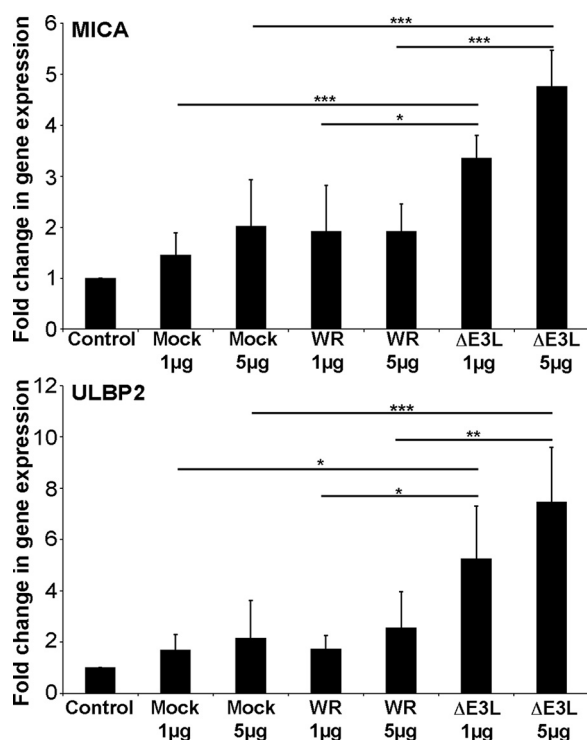 MICA
Fold change in gene expression
6
5
4
3
2
1
0
***
***
***
*
Control Mock Mock WR WR ΔE3L ΔE3L
1μg 5μg 1μg 5μg 1μg 5μg
ULBP2
Fold change in gene expression
12
10
8
6
4
2
0
***
**
*
*
Control Mock Mock WR WR ΔE3L ΔE3L
1μg 5μg 1μg 5μg 1μg 5μg